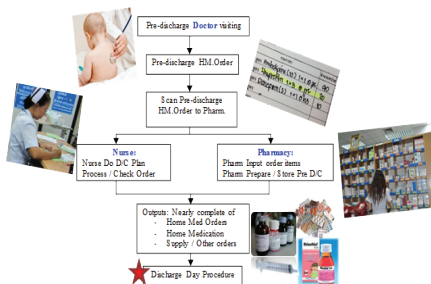 Pre-discharge Doctor visiting
Pre-discharge HM.Order
Scan Pre-discharge
HM.Order to Pharm.
Nurse:
Nurse Do D/C Plan
Process / Check Order
Pharmacy:
Pharm Input order items
Pharm Prepare / Store Pre D/C
Outputs: Nearly complete of
- Home Med Orders
- Home Medication
- Supply / Other orders
Discharge Day Procedure